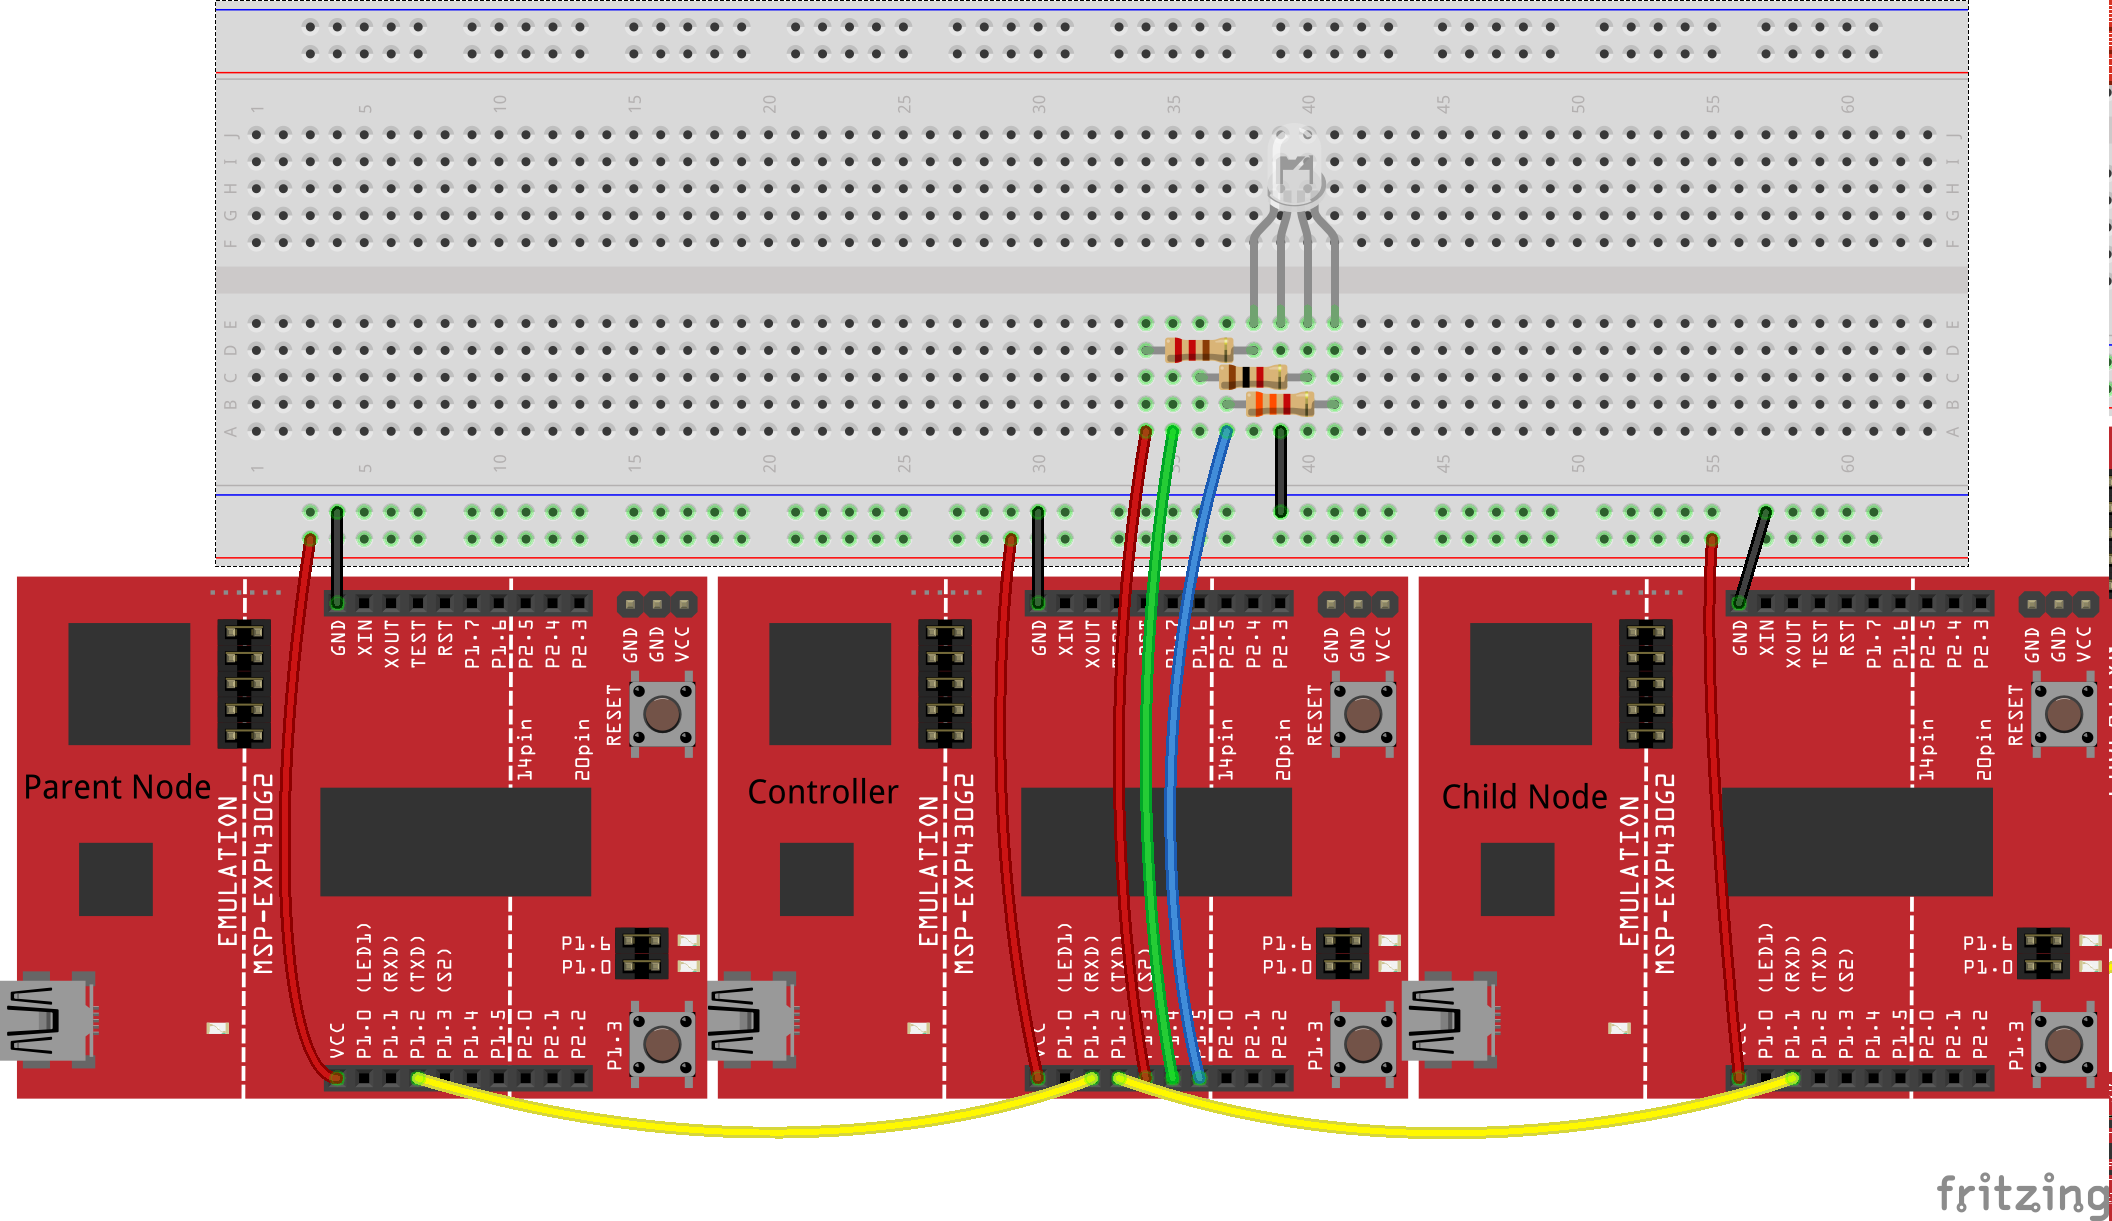 1 5 10 15 20 25 30 35 40 45 50 55 60
J J
I I
H H
G G
F F
E E
D D
C C
B B
A A
1 5 10 15 20 25 30 35 40 45 50 55 60
GND XIN XOUT TEST RST P1.7 P1.6 P2.5 P2.4 P2.3
GND GND VCC
RESET
14pin 20pin
Parent Node
EMULATION
MSP-EXP430G2
P1.6
P1.0
VCC
P1.0 (LED1)
P1.1 (RXD)
P1.2 (TXD)
P1.3 (S2)
P1.4
P1.5
P2.0
P2.1
P2.2
P1.3
GND XIN XOUT TEST RST P1.7 P1.6 P2.5 P2.4 P2.3
GND GND VCC
RESET
14pin 20pin
Controller
EMULATION
MSP-EXP430G2
P1.6
P1.0
VCC
P1.0 (LED1)
P1.1 (RXD)
P1.2 (TXD)
(S2)
P2.0
P2.1
P2.2
P1.3
GND XIN XOUT TEST RST P1.7 P1.6 P2.5 P2.4 P2.3
GND GND VCC
RESET
14pin 20pin
Child Node
EMULATION
MSP-EXP430G2
P1.6
P1.0
VCC
P1.0 (LED1)
P1.1 (RXD)
P1.2 (TXD)
P1.3 (S2)
P1.4
P1.5
P2.0
P2.1
P2.2
P1.3
fritzing